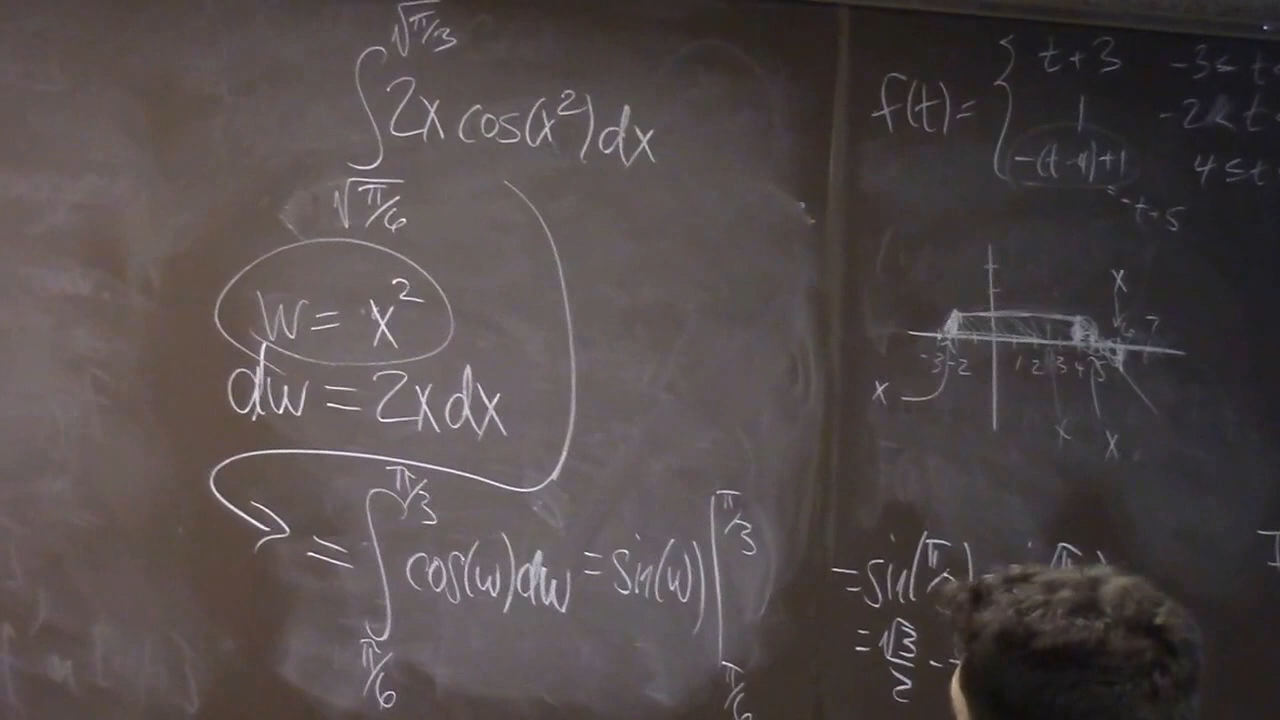 ∫_{√π/6}^{√π/3} 2x cos(x²) dx
w = x²
dw = 2x dx
= ∫_{π/6}^{π/3} cos(w) dw = sin(w) |_{π/6}^{π/3}
f(t) = { t+3 -3≤ t
1 -2 t
-(t-4)+1 4≤t
-t-5
x
7
-3 -2 1 2 3 4 5
x
x x
= sin(π/
= √3/2 -